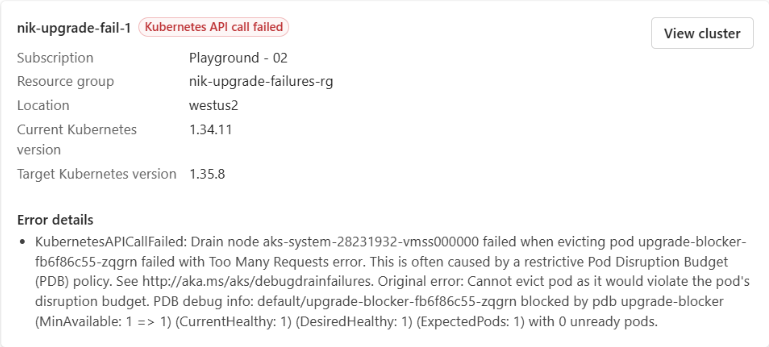 nik-upgrade-fail-1 Kubernetes API call failed View cluster
Subscription Playground - 02
Resource group nik-upgrade-failures-rg
Location westus2
Current Kubernetes 1.34.11
version
Target Kubernetes version 1.35.8
Error details
• KubernetesAPICallFailed: Drain node aks-system-28231932-vmss000000 failed when evicting pod upgrade-blocker-
fb6f86c55-zqgrn failed with Too Many Requests error. This is often caused by a restrictive Pod Disruption Budget
(PDB) policy. See http://aka.ms/aks/debugdrainfailures. Original error: Cannot evict pod as it would violate the pod's
disruption budget. PDB debug info: default/upgrade-blocker-fb6f86c55-zqgrn blocked by pdb upgrade-blocker
(MinAvailable: 1 => 1) (CurrentHealthy: 1) (DesiredHealthy: 1) (ExpectedPods: 1) with 0 unready pods.